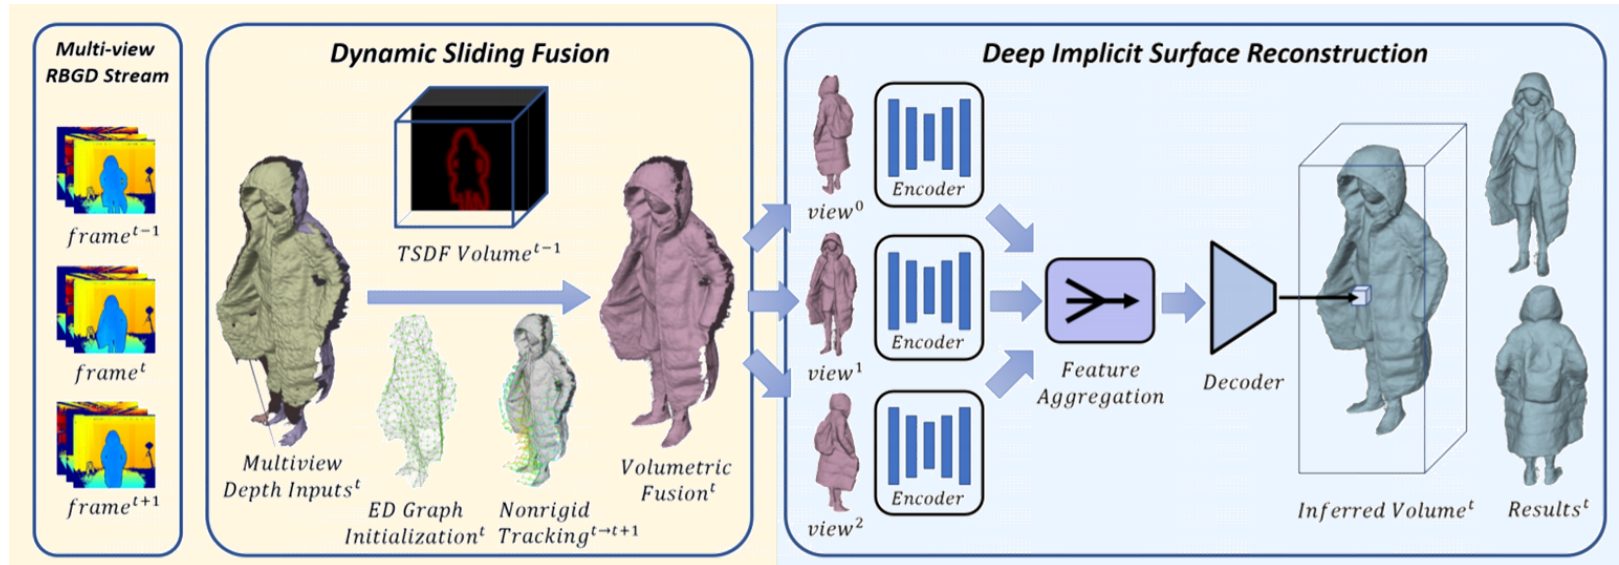 Multi-view
RBGD Stream
frame^{t-1}
frame^{t}
frame^{t+1}
Dynamic Sliding Fusion
TSDF Volume^{t-1}
Multiview
Depth Inputs^{t}
ED Graph
Initialization^{t}
Nonrigid
Tracking^{t→t+1}
Volumetric
Fusion^{t}
Deep Implicit Surface Reconstruction
view^{0}
Encoder
view^{1}
Encoder
view^{2}
Encoder
Feature
Aggregation
Decoder
Inferred Volume^{t}
Results^{t}